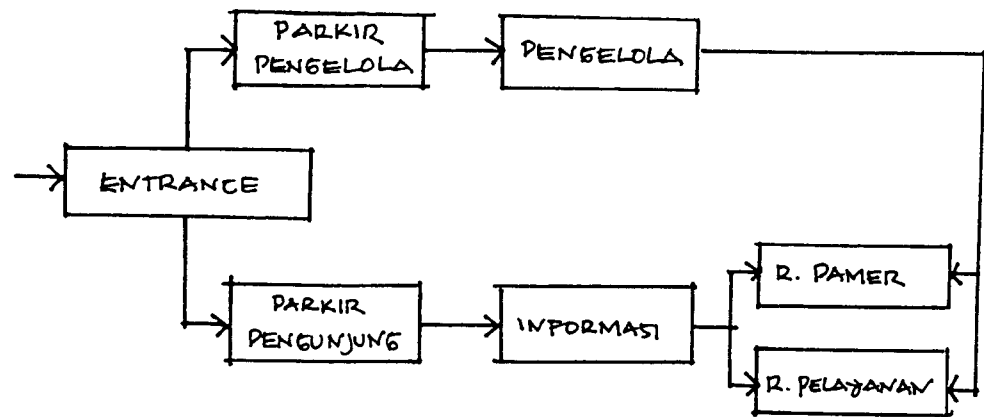 PARKIR
PENGELOLA
PENGELOLA
ENTRANCE
R. PAMER
PARKIR
PENGUNJUNG
INFORMASI
R. PELAYANAN